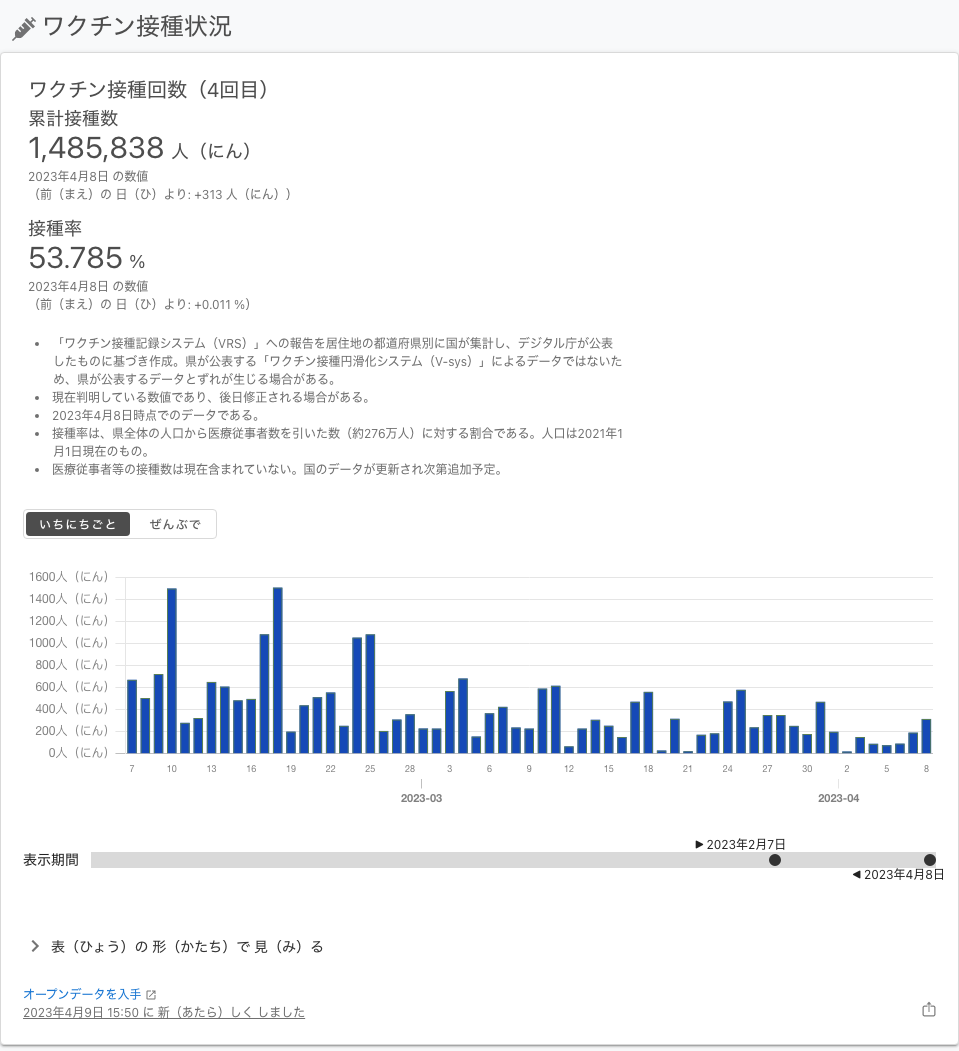 ワクチン接種状況
ワクチン接種回数（4回目）
累計接種数
1,485,838 人（にん）
2023年4月8日 の数値
（前（まえ）の 日（ひ）より: +313 人（にん））
接種率
53.785 %
2023年4月8日 の数値
（前（まえ）の 日（ひ）より: +0.011 %）
• 「ワクチン接種記録システム（VRS）」への報告を居住地の都道府県別に国が集計し、デジタル庁が公表
したものに基づき作成。県が公表する「ワクチン接種円滑化システム（V-sys）」によるデータではないた
め、県が公表するデータとずれが生じる場合がある。
• 現在判明している数値であり、後日修正される場合がある。
• 2023年4月8日時点でのデータである。
• 接種率は、県全体の人口から医療従事者数を引いた数（約276万人）に対する割合である。人口は2021年1
月1日現在のもの。
• 医療従事者等の接種数は現在含まれていない。国のデータが更新され次第追加予定。
いちにちごと ぜんぶで
1600人（にん）
1400人（にん）
1200人（にん）
1000人（にん）
800人（にん）
600人（にん）
400人（にん）
200人（にん）
0人（にん）
7 10 13 16 19 22 25 28 3 6 9 12 15 18 21 24 27 30 2 5 8
2023-03 2023-04
▶ 2023年2月7日
表示期間
◀ 2023年4月8日
表（ひょう）の 形（かたち）で 見（み）る
オープンデータを入手
2023年4月9日 15:50 に 新（あたら）しく しました